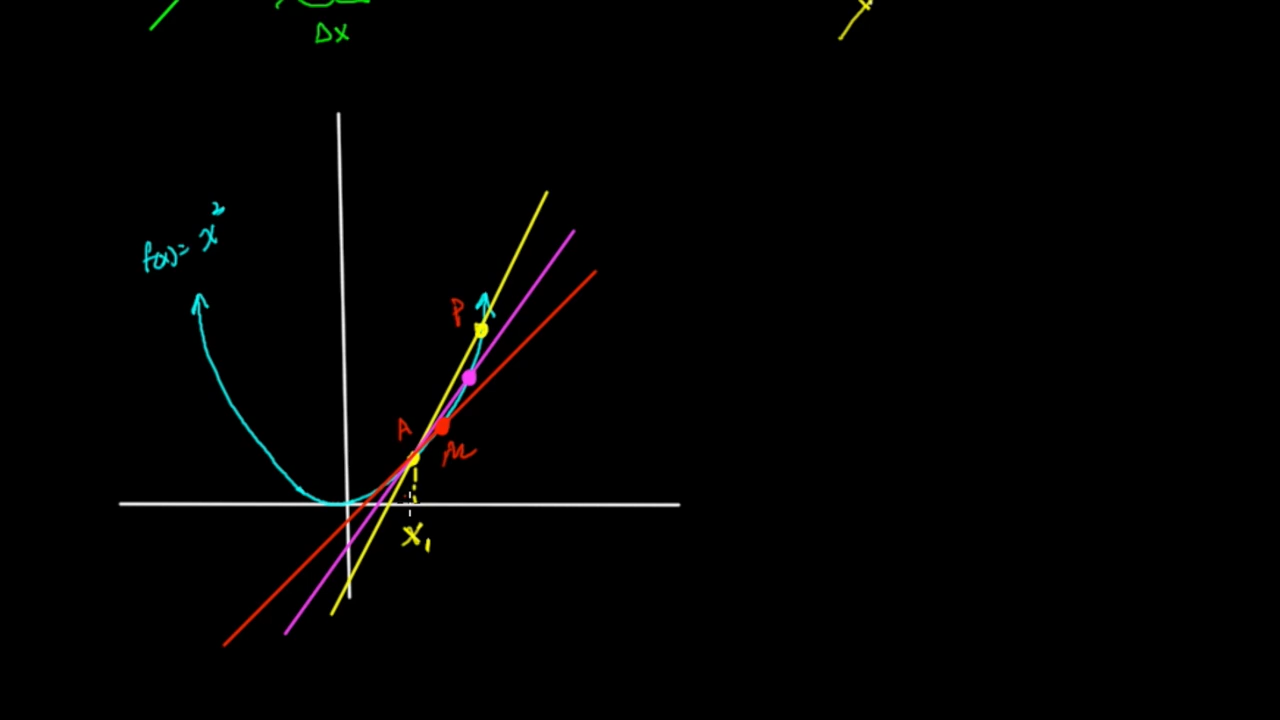 Δx
f(x)= x²
P
A
M
x₁